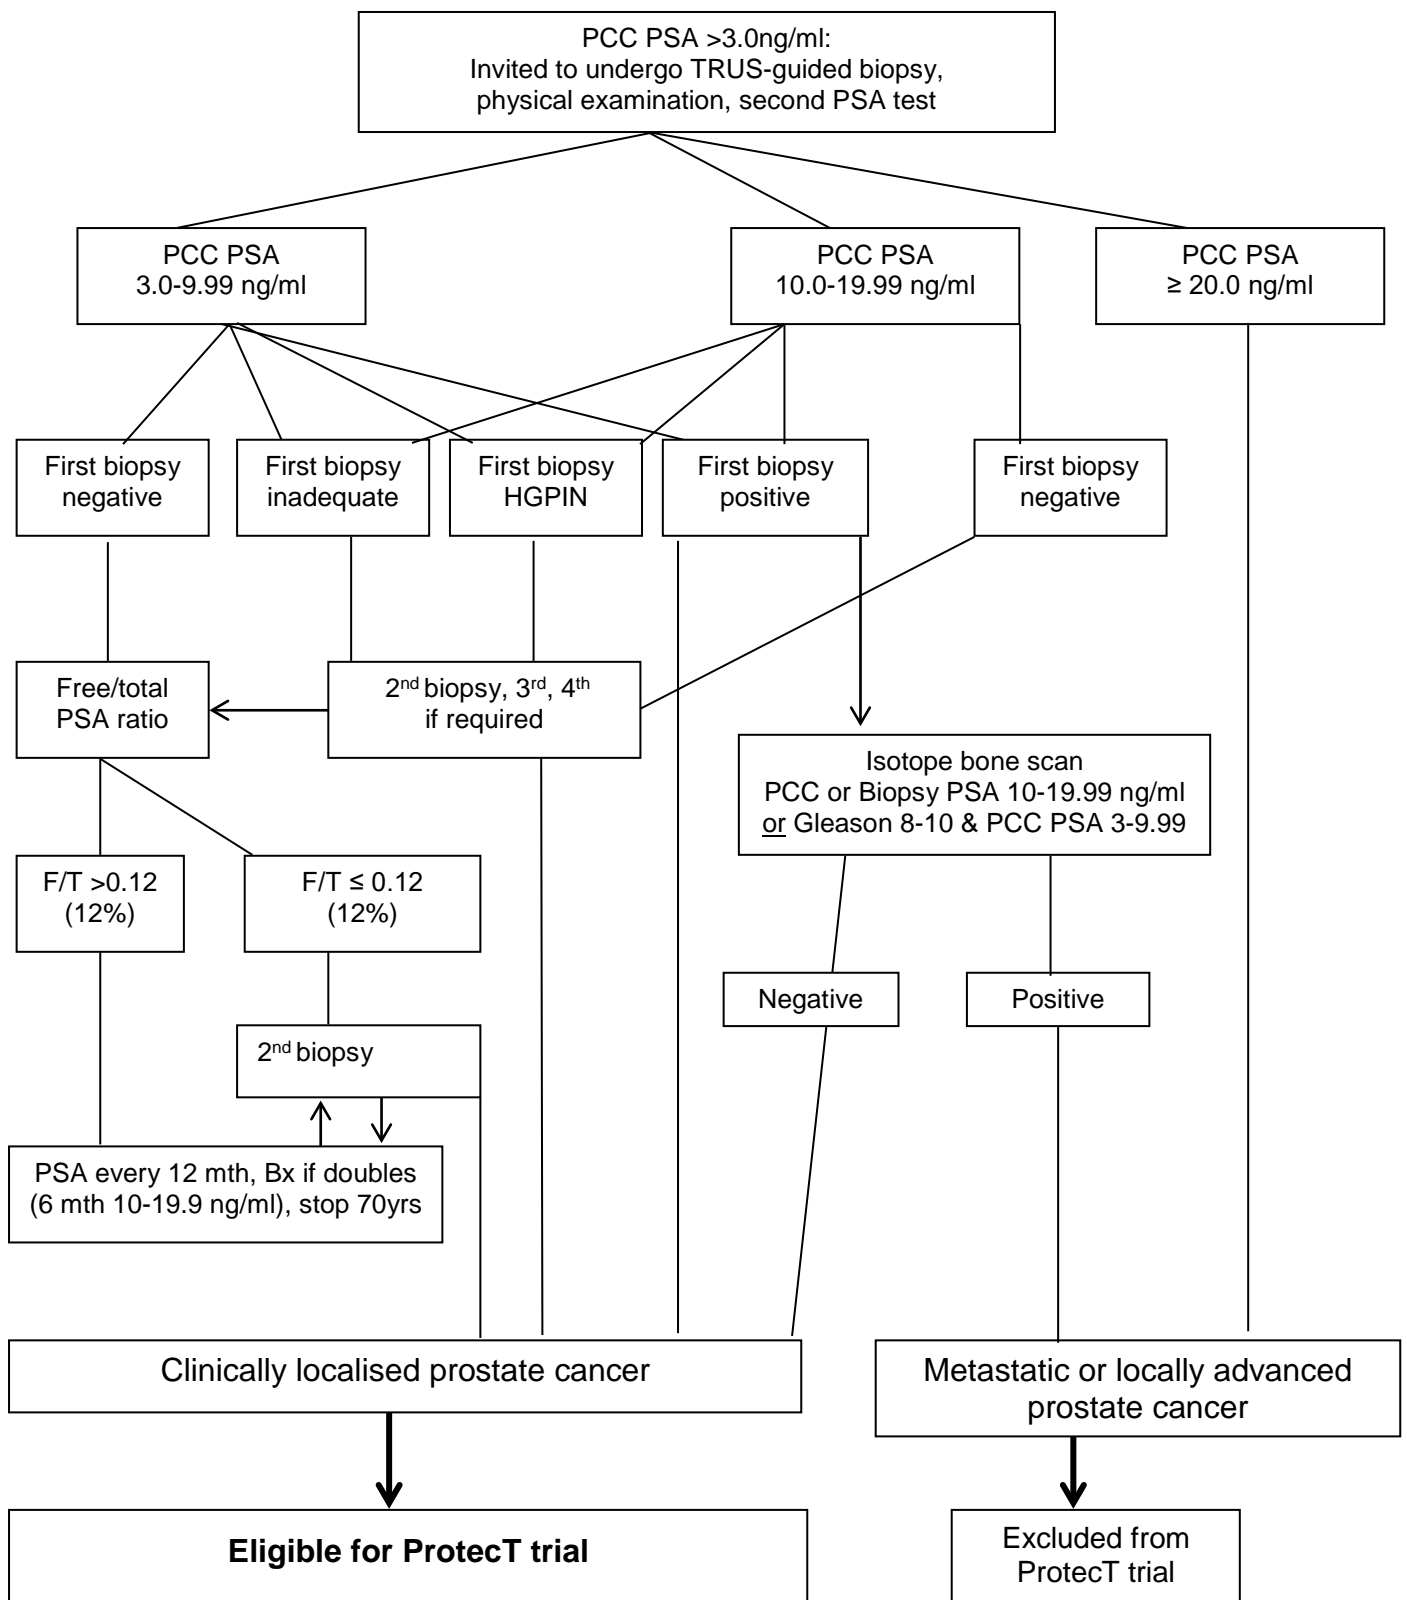 PCC PSA >3.0ng/ml:
Invited to undergo TRUS-guided biopsy,
physical examination, second PSA test
PCC PSA
3.0-9.99 ng/ml
PCC PSA
10.0-19.99 ng/ml
PCC PSA
≥ 20.0 ng/ml
First biopsy
negative
First biopsy
inadequate
First biopsy
HGPIN
First biopsy
positive
First biopsy
negative
Free/total
PSA ratio
2nd biopsy, 3rd, 4th
if required
Isotope bone scan
PCC or Biopsy PSA 10-19.99 ng/ml
or Gleason 8-10 & PCC PSA 3-9.99
F/T >0.12
(12%)
F/T ≤ 0.12
(12%)
Negative
Positive
2nd biopsy
PSA every 12 mth, Bx if doubles
(6 mth 10-19.9 ng/ml), stop 70yrs
Clinically localised prostate cancer
Metastatic or locally advanced
prostate cancer
Eligible for ProtecT trial
Excluded from
ProtecT trial